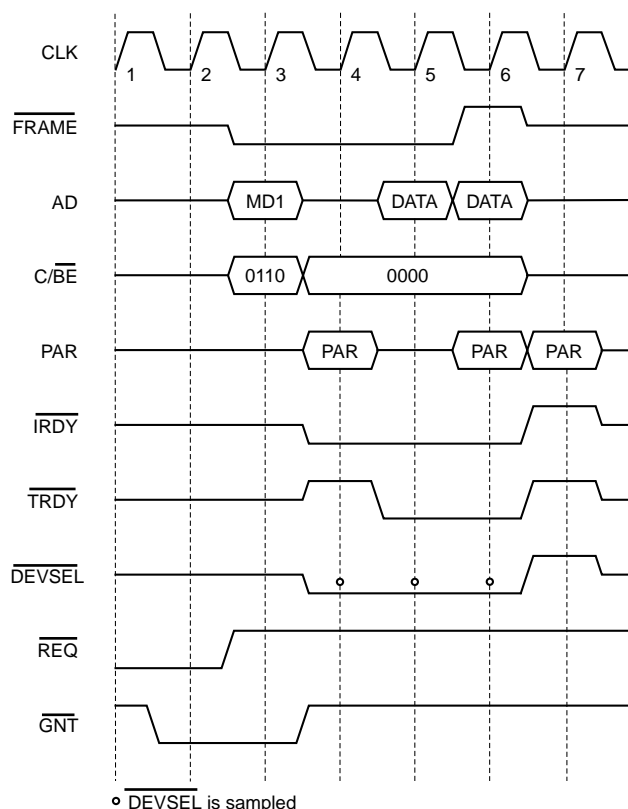 CLK
1 2 3 4 5 6 7
FRAME
AD MD1 DATA DATA
C/BE 0110 0000
PAR PAR PAR PAR
IRDY
TRDY
DEVSEL
REQ
GNT
DEVSEL is sampled